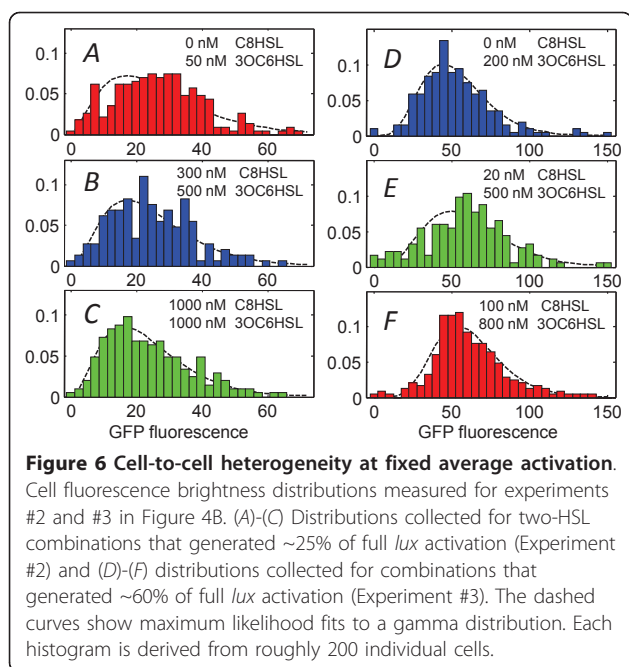 A
0 nM C8HSL
50 nM 3OC6HSL
0.1
0.05
0
0 20 40 60
B
300 nM C8HSL
500 nM 3OC6HSL
0.1
0.05
0
0 20 40 60
C
1000 nM C8HSL
1000 nM 3OC6HSL
0.1
0.05
0
0 20 40 60
GFP fluorescence
D
0 nM C8HSL
200 nM 3OC6HSL
0.1
0.05
0
0 50 100 150
E
20 nM C8HSL
500 nM 3OC6HSL
0.1
0.05
0
0 50 100 150
F
100 nM C8HSL
800 nM 3OC6HSL
0.1
0.05
0
0 50 100 150
GFP fluorescence
Figure 6 Cell-to-cell heterogeneity at fixed average activation.
Cell fluorescence brightness distributions measured for experiments
#2 and #3 in Figure 4B. (A)-(C) Distributions collected for two-HSL
combinations that generated ~25% of full lux activation (Experiment
#2) and (D)-(F) distributions collected for combinations that
generated ~60% of full lux activation (Experiment #3). The dashed
curves show maximum likelihood fits to a gamma distribution. Each
histogram is derived from roughly 200 individual cells.